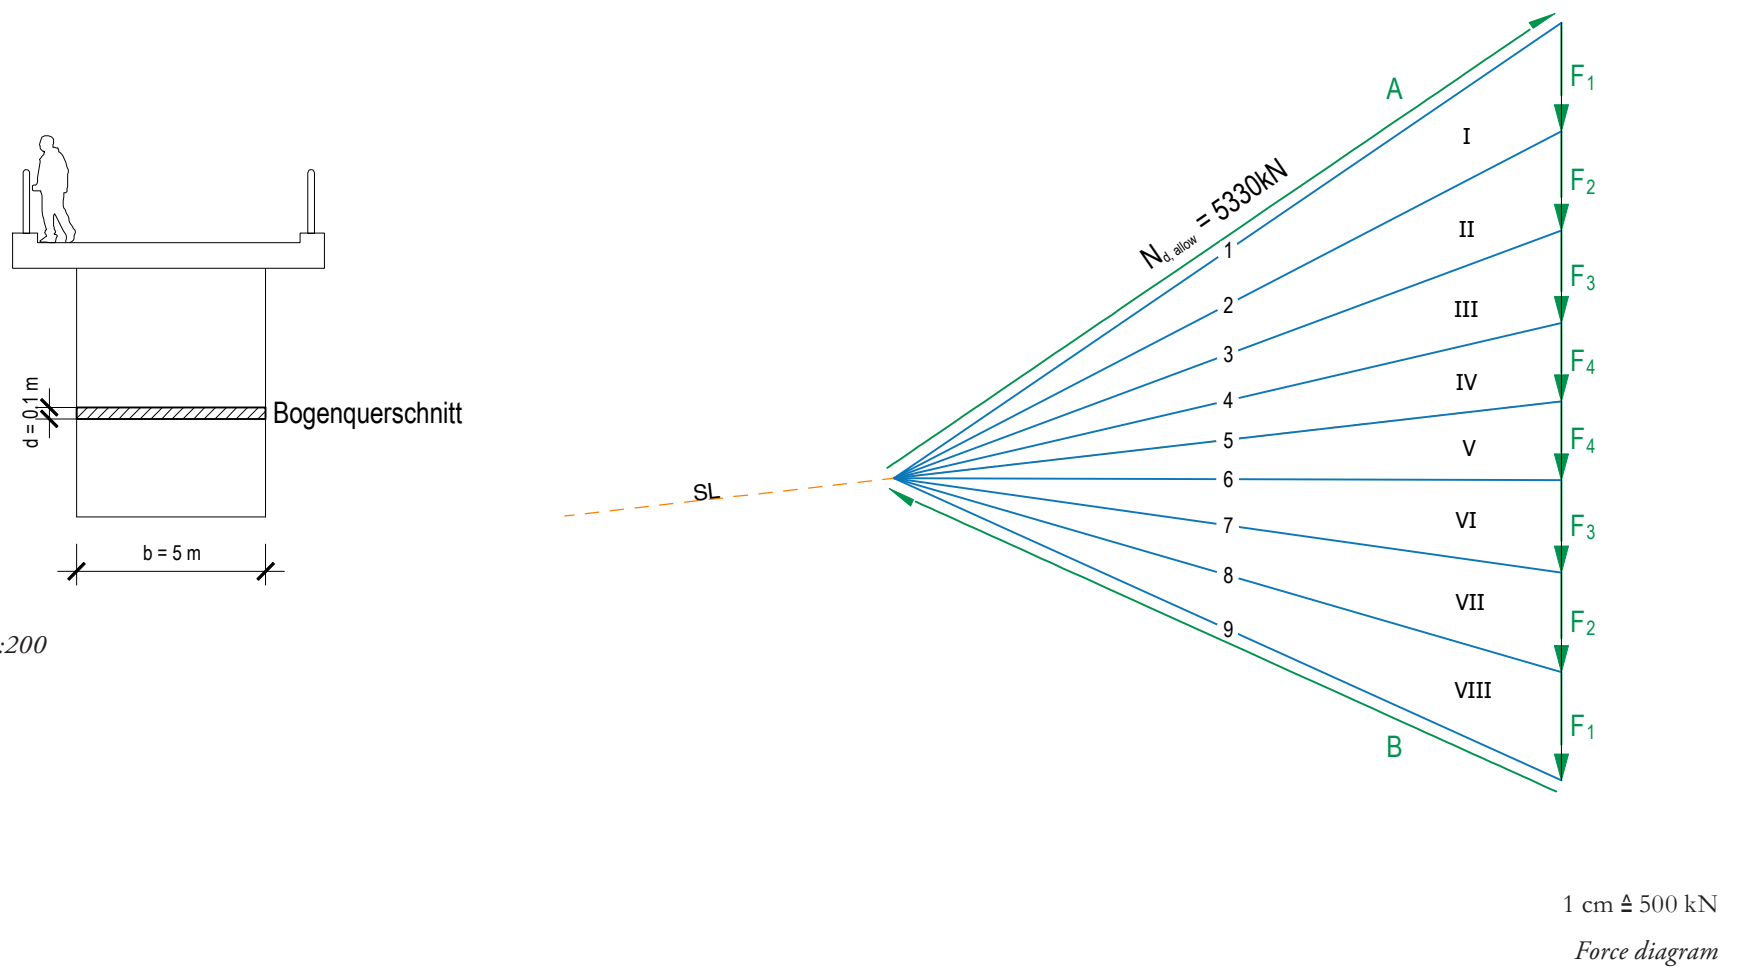 d = 0.1 m
Bogenquerschnitt
b = 5 m
:200
SL
A
N d, allow = 5330kN
B
1
2
3
4
5
6
7
8
9
I
II
III
IV
V
VI
VII
VIII
F1
F2
F3
F4
F4
F3
F2
F1
1 cm ≙ 500 kN
Force diagram